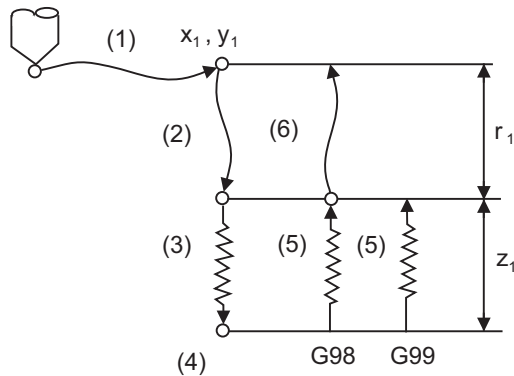 (1)
x1 , y1
(2)
(6)
r1
(3)
(5)
(5)
z1
(4)
G98
G99